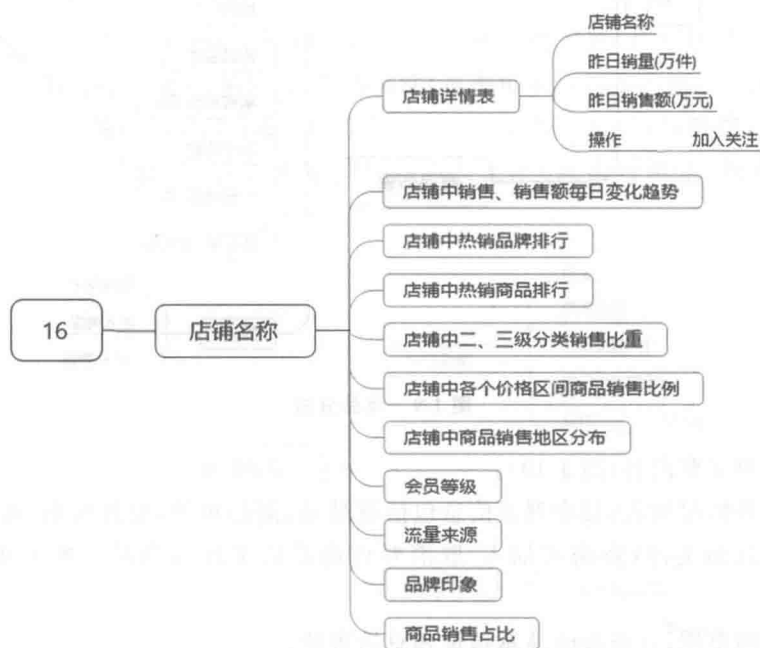 店铺名称
昨日销量(万件)
店铺详情表
昨日销售额(万元)
操作 加入关注
店铺中销售、销售额每日变化趋势
店铺中热销品牌排行
店铺中热销商品排行
16 店铺名称
店铺中二、三级分类销售比重
店铺中各个价格区间商品销售比例
店铺中商品销售地区分布
会员等级
流量来源
品牌印象
商品销售占比